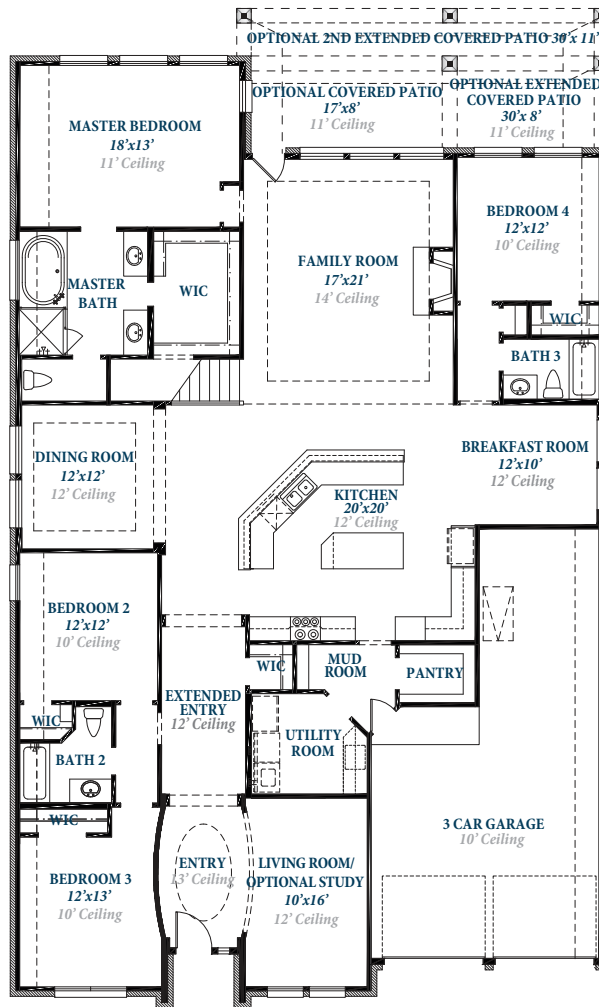 OPTIONAL 2ND EXTENDED COVERED PATIO 30'x 11'
OPTIONAL COVERED PATIO
17'x8'
11' Ceiling
OPTIONAL EXTENDED
COVERED PATIO
30'x 8'
11' Ceiling
MASTER BEDROOM
18'x13'
11' Ceiling
BEDROOM 4
12'x12'
10' Ceiling
FAMILY ROOM
17'x21'
14' Ceiling
MASTER
BATH
WIC
WIC
BATH 3
DINING ROOM
12'x12'
12' Ceiling
BREAKFAST ROOM
12'x10'
12' Ceiling
KITCHEN
20'x20'
12' Ceiling
BEDROOM 2
12'x12'
10' Ceiling
WIC
MUD
ROOM
PANTRY
EXTENDED
ENTRY
12' Ceiling
WIC
UTILITY
ROOM
BATH 2
WIC
3 CAR GARAGE
10' Ceiling
ENTRY
13' Ceiling
LIVING ROOM/
OPTIONAL STUDY
10'x16'
12' Ceiling
BEDROOM 3
12'x13'
10' Ceiling